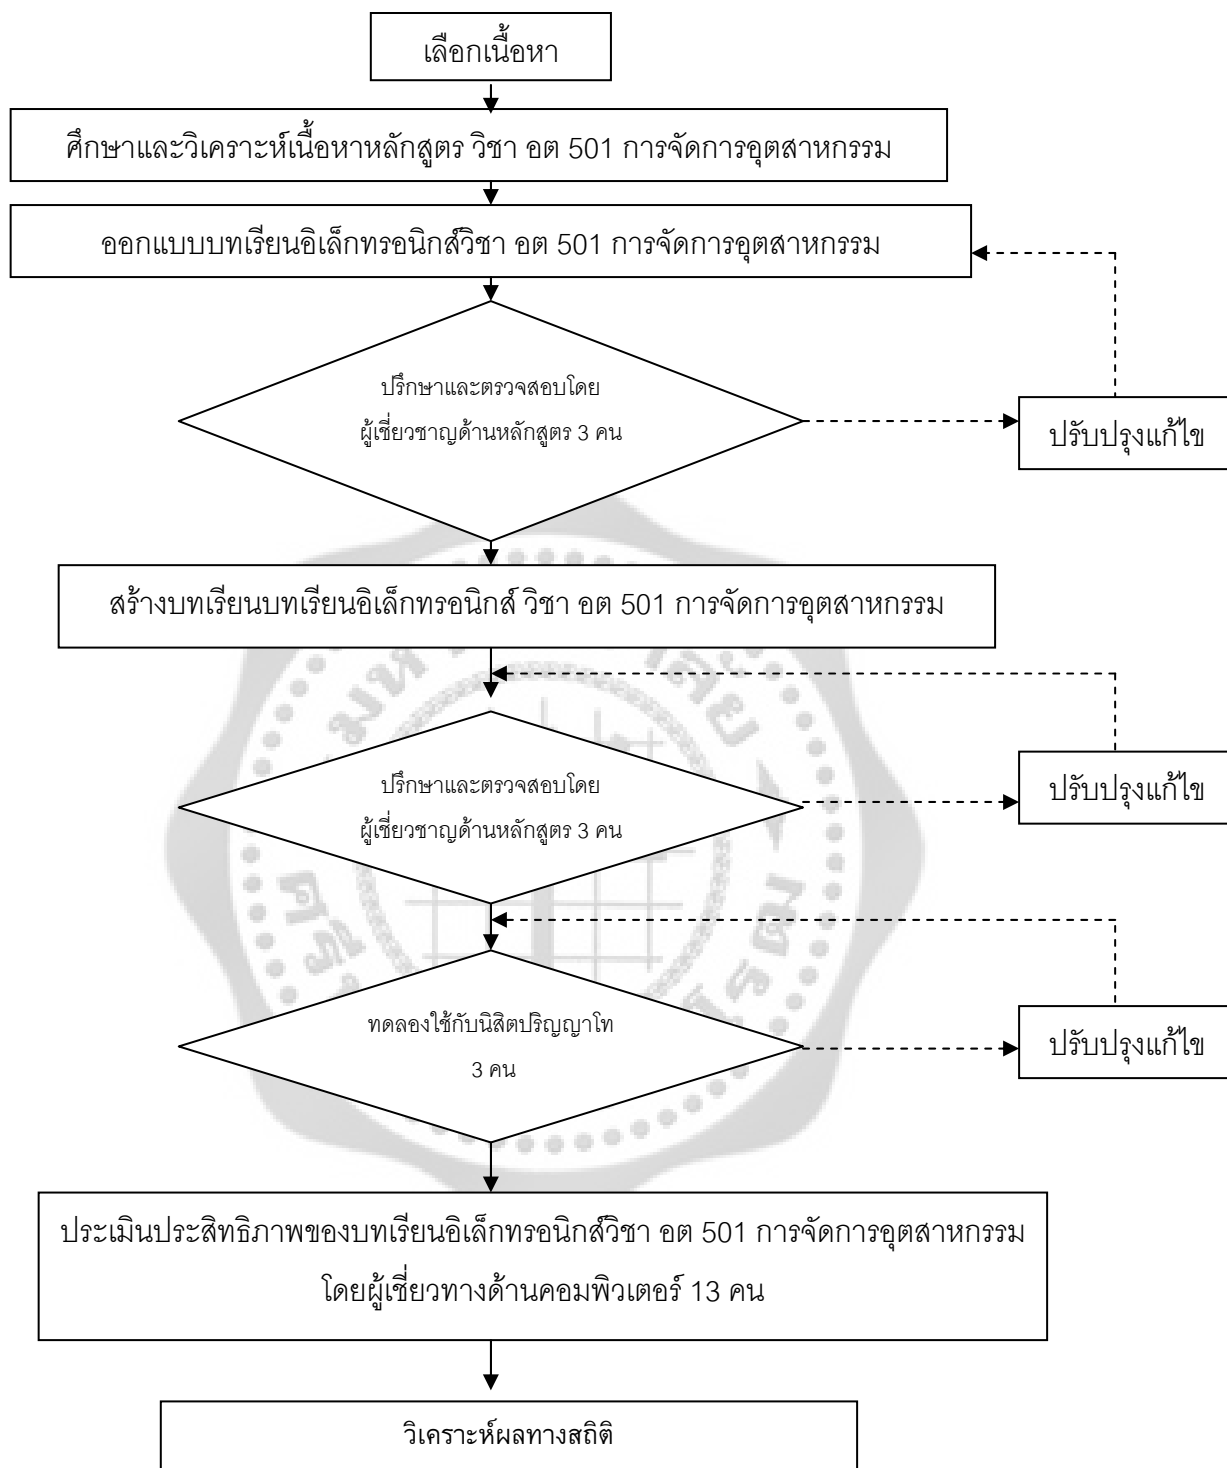 เลือกเนื้อหา
ศึกษาและวิเคราะห์เนื้อหาหลักสูตร วิชา อต 501 การจัดการอุตสาหกรรม
ออกแบบบทเรียนอิเล็กทรอนิกส์วิชา อต 501 การจัดการอุตสาหกรรม
ปรึกษาและตรวจสอบโดย
ผู้เชี่ยวชาญด้านหลักสูตร 3 คน
ปรับปรุงแก้ไข
สร้างบทเรียนบทเรียนอิเล็กทรอนิกส์ วิชา อต 501 การจัดการอุตสาหกรรม
ปรึกษาและตรวจสอบโดย
ผู้เชี่ยวชาญด้านหลักสูตร 3 คน
ปรับปรุงแก้ไข
ทดลองใช้กับนิสิตปริญญาโท
3 คน
ปรับปรุงแก้ไข
ประเมินประสิทธิภาพของบทเรียนอิเล็กทรอนิกส์วิชา อต 501 การจัดการอุตสาหกรรม
โดยผู้เชี่ยวทางด้านคอมพิวเตอร์ 13 คน
วิเคราะห์ผลทางสถิติ